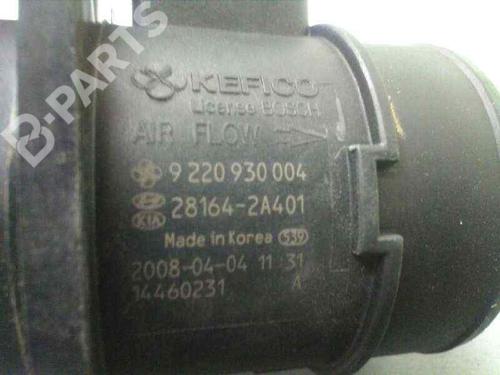 B-PARTS
KEFICO
License BOSCH
AIR FLOW
9 220 930 004
28164-2A401
KIA
Made in Korea 539
2008-04-04 11 31
14460231 A